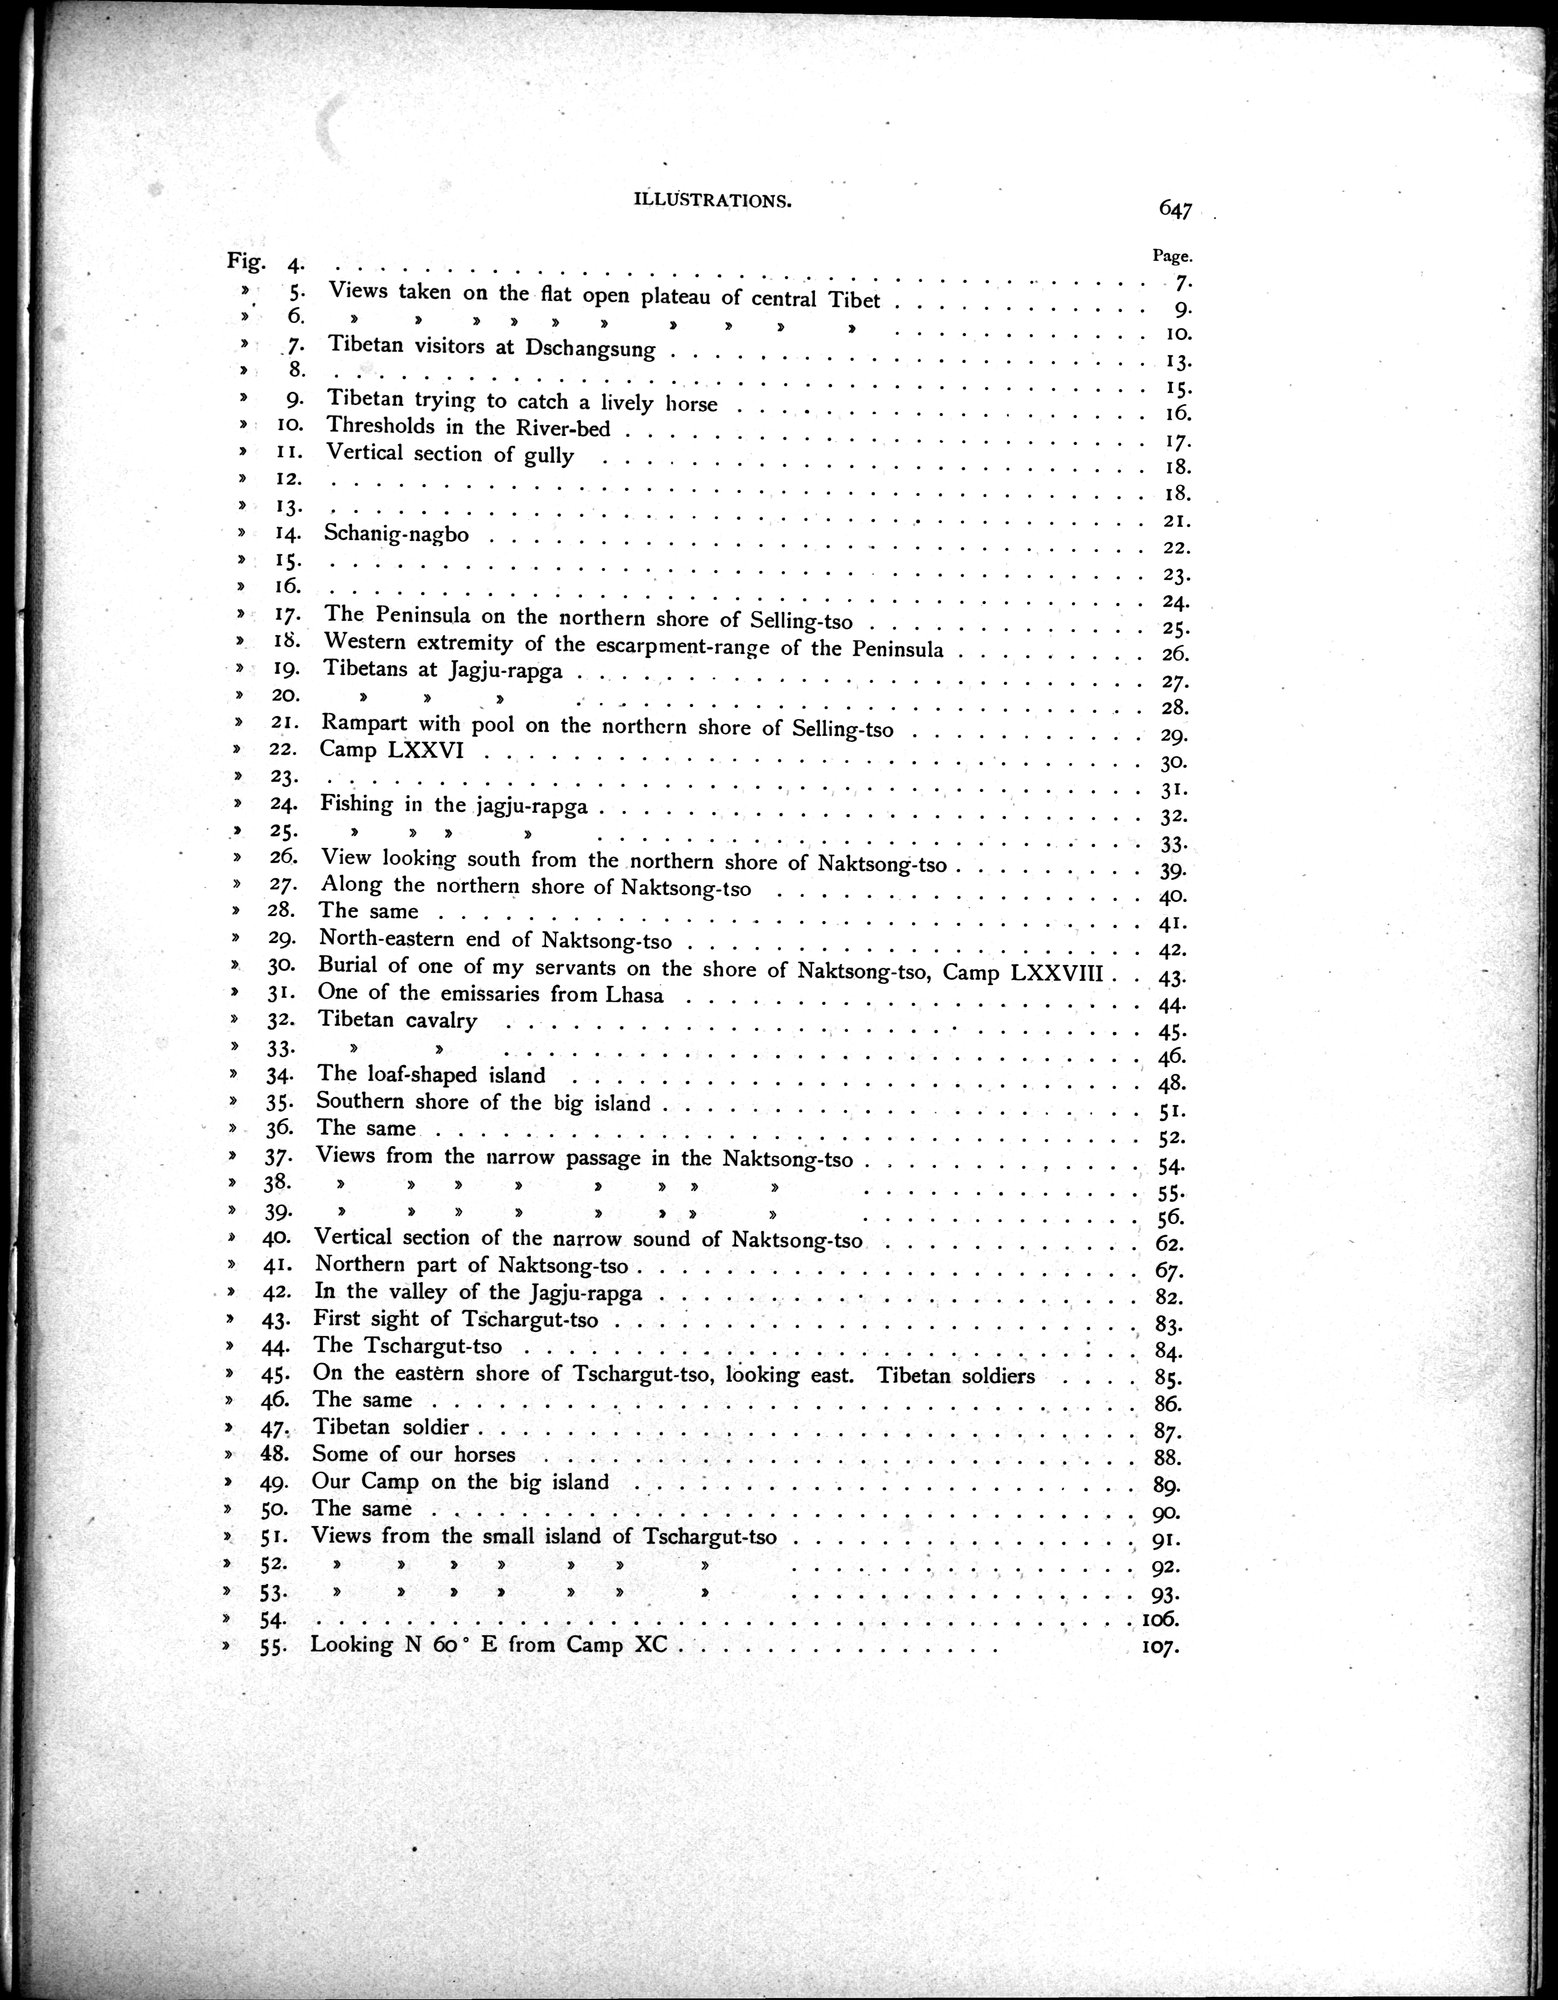 ILLUSTRATIONS. 647
Page.
Fig. 4. . . . . . . . . . . 7.
» 5. Views taken on the flat open plateau of central Tibet . . . . . . . . . . 9.
» 6. » » » » » » » » » » . . . . . . . . . . 10.
» 7. Tibetan visitors at Dschangsung . . . . . . . . . . 13.
» 8. . . . . . . . . . . 15.
» 9. Tibetan trying to catch a lively horse . . . . . . . . . . 16.
» 10. Thresholds in the River-bed . . . . . . . . . . 17.
» 11. Vertical section of gully . . . . . . . . . . 18.
» 12. . . . . . . . . . . 18.
» 13. . . . . . . . . . . 21.
» 14. Schanig-nagbo . . . . . . . . . . 22.
» 15. . . . . . . . . . . 23.
» 16. . . . . . . . . . . 24.
» 17. The Peninsula on the northern shore of Selling-tso . . . . . . . . . . 25.
» 18. Western extremity of the escarpment-range of the Peninsula . . . . . . . . . 26.
» 19. Tibetans at Jagju-rapga . . . . . . . . . . 27.
» 20. » » » . . . . . . . . . . 28.
» 21. Rampart with pool on the northern shore of Selling-tso . . . . . . . . . . 29.
» 22. Camp LXXVI . . . . . . . . . . 30.
» 23. . . . . . . . . . . 31.
» 24. Fishing in the jagju-rapga . . . . . . . . . . 32.
» 25. » » » » . . . . . . . . . . 33.
» 26. View looking south from the northern shore of Naktsong-tso . . . . . . . . . 39.
» 27. Along the northern shore of Naktsong-tso . . . . . . . . . . 40.
» 28. The same . . . . . . . . . . 41.
» 29. North-eastern end of Naktsong-tso . . . . . . . . . . 42.
» 30. Burial of one of my servants on the shore of Naktsong-tso, Camp LXXVIII . . 43.
» 31. One of the emissaries from Lhasa . . . . . . . . . . 44.
» 32. Tibetan cavalry . . . . . . . . . . 45.
» 33. » » . . . . . . . . . . 46.
» 34. The loaf-shaped island . . . . . . . . . . 48.
» 35. Southern shore of the big island . . . . . . . . . . 51.
» 36. The same . . . . . . . . . . 52.
» 37. Views from the narrow passage in the Naktsong-tso . . . . . . . . . . 54.
» 38. » » » » » » » » . . . . . . . . . . 55.
» 39. » » » » » » » » . . . . . . . . . . 56.
» 40. Vertical section of the narrow sound of Naktsong-tso . . . . . . . . . . 62.
» 41. Northern part of Naktsong-tso . . . . . . . . . . 67.
» 42. In the valley of the Jagju-rapga . . . . . . . . . . 82.
» 43. First sight of Tschargut-tso . . . . . . . . . . 83.
» 44. The Tschargut-tso . . . . . . . . . . 84.
» 45. On the eastern shore of Tschargut-tso, looking east. Tibetan soldiers . . . . 85.
» 46. The same . . . . . . . . . . 86.
» 47. Tibetan soldier . . . . . . . . . . 87.
» 48. Some of our horses . . . . . . . . . . 88.
» 49. Our Camp on the big island . . . . . . . . . . 89.
» 50. The same . . . . . . . . . . 90.
» 51. Views from the small island of Tschargut-tso . . . . . . . . . . 91.
» 52. » » » » » » » . . . . . . . . . . 92.
» 53. » » » » » » » . . . . . . . . . . 93.
» 54. . . . . . . . . . . 106.
» 55. Looking N 60° E from Camp XC . . . . . . . . . . 107.